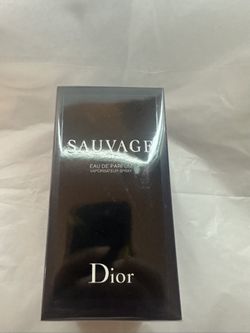 SAUVAGE
EAU DE PARFUM
VAPORISATEUR SPRAY
Dior